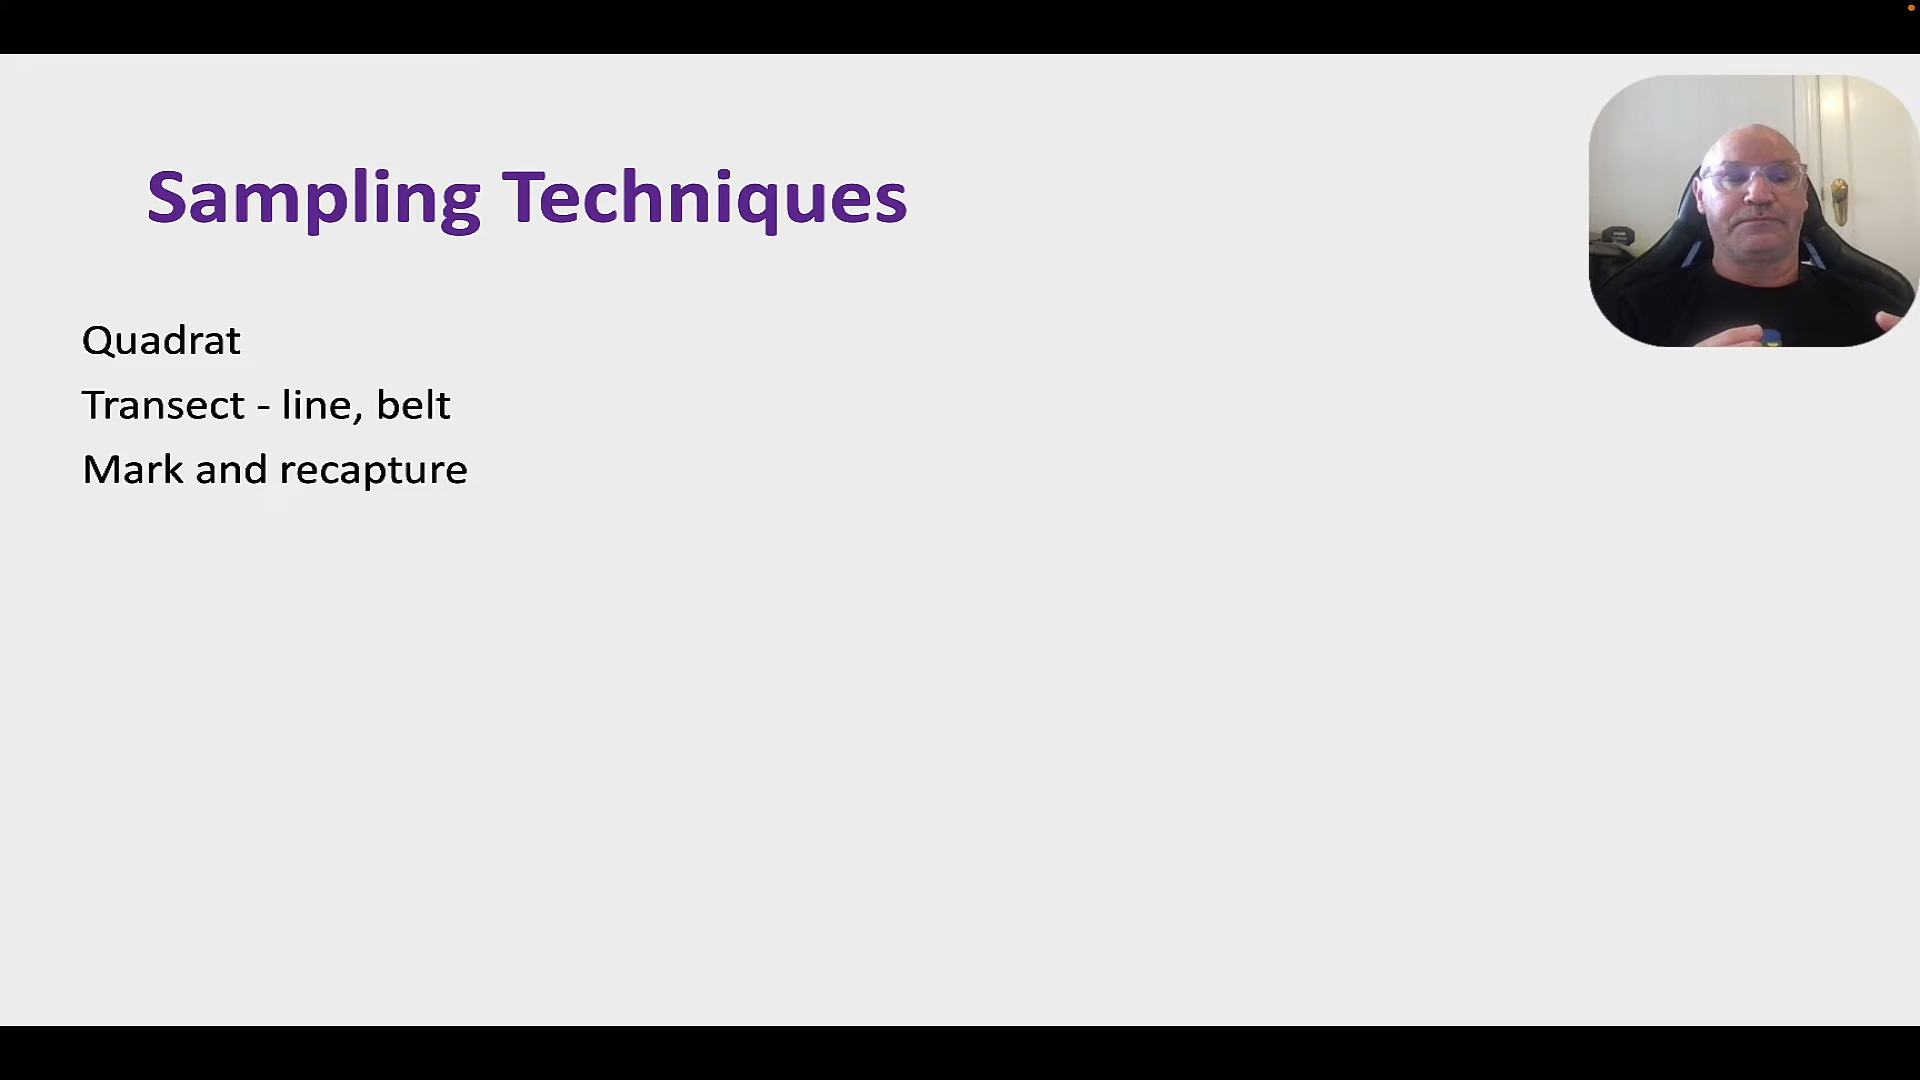 Sampling Techniques
Quadrat
Transect - line, belt
Mark and recapture